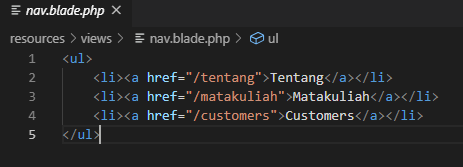 nav.blade.php ×
resources > views > nav.blade.php > ul
1 <ul>
2 <li><a href="/tentang">Tentang</a></li>
3 <li><a href="/matakuliah">Matakuliah</a></li>
4 <li><a href="/customers">Customers</a></li>
5 </ul>